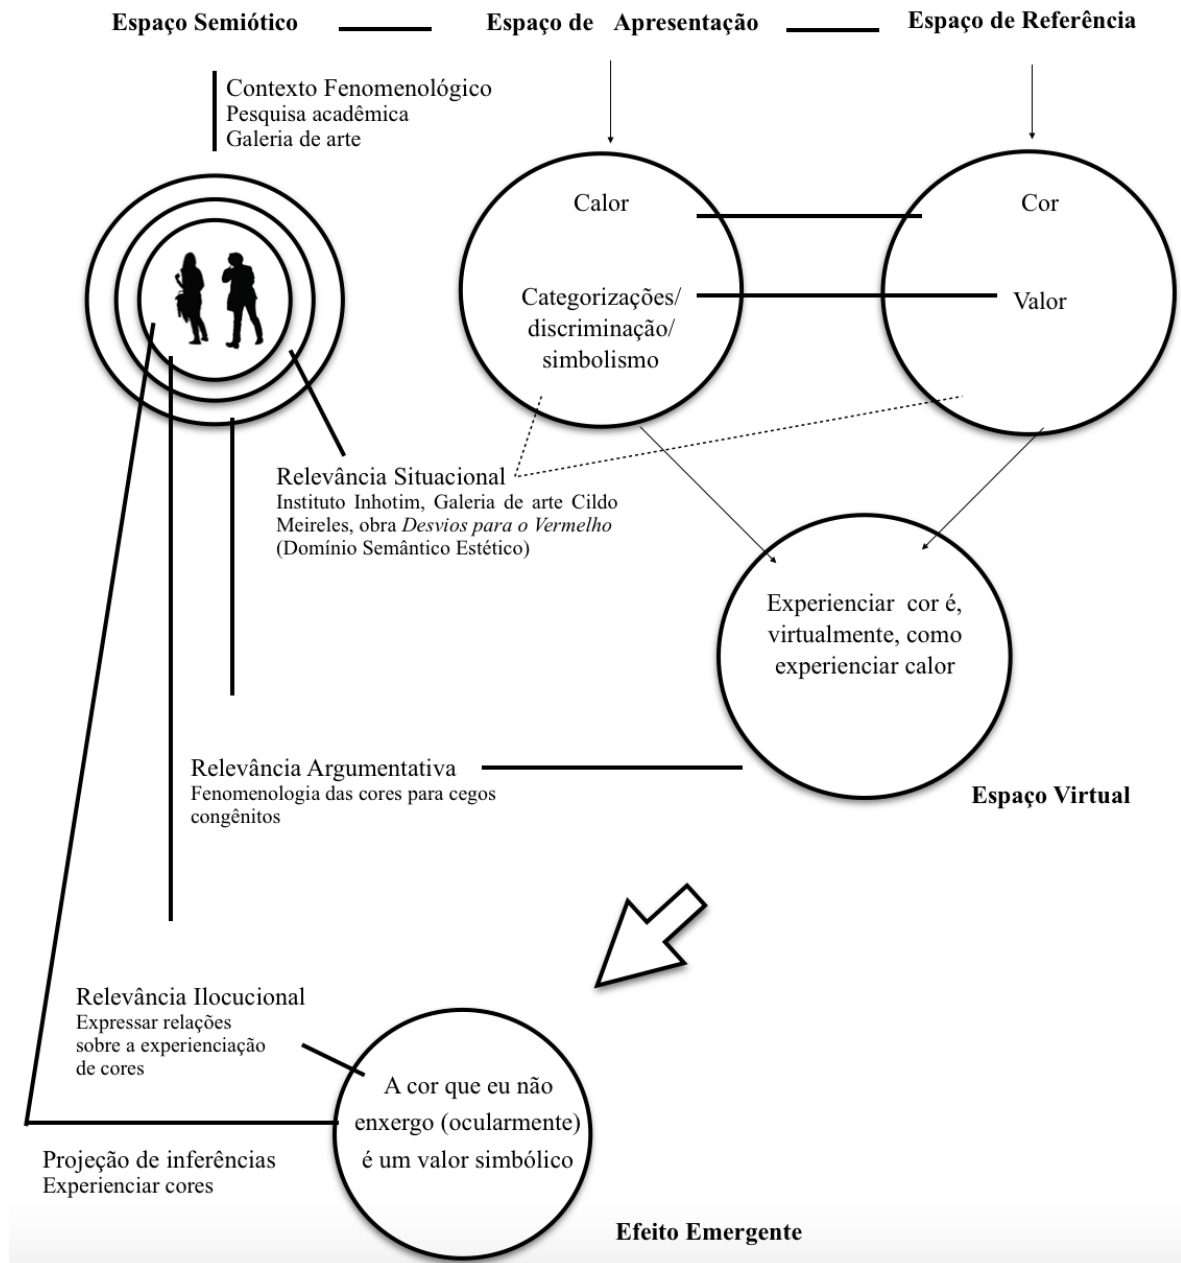 Espaço Semiótico
Espaço de Apresentação
Espaço de Referência
Contexto Fenomenológico
Pesquisa acadêmica
Galeria de arte
Calor
Categorizações/
discriminação/
simbolismo
Cor
Valor
Relevância Situacional
Instituto Inhotim, Galeria de arte Cildo
Meireles, obra Desvios para o Vermelho
(Domínio Semântico Estético)
Experienciar cor é,
virtualmente, como
experienciar calor
Relevância Argumentativa
Fenomenologia das cores para cegos
congênitos
Espaço Virtual
Relevância Ilocucional
Expressar relações
sobre a experienciação
de cores
A cor que eu não
enxergo (ocularmente)
é um valor simbólico
Projeção de inferências
Experienciar cores
Efeito Emergente